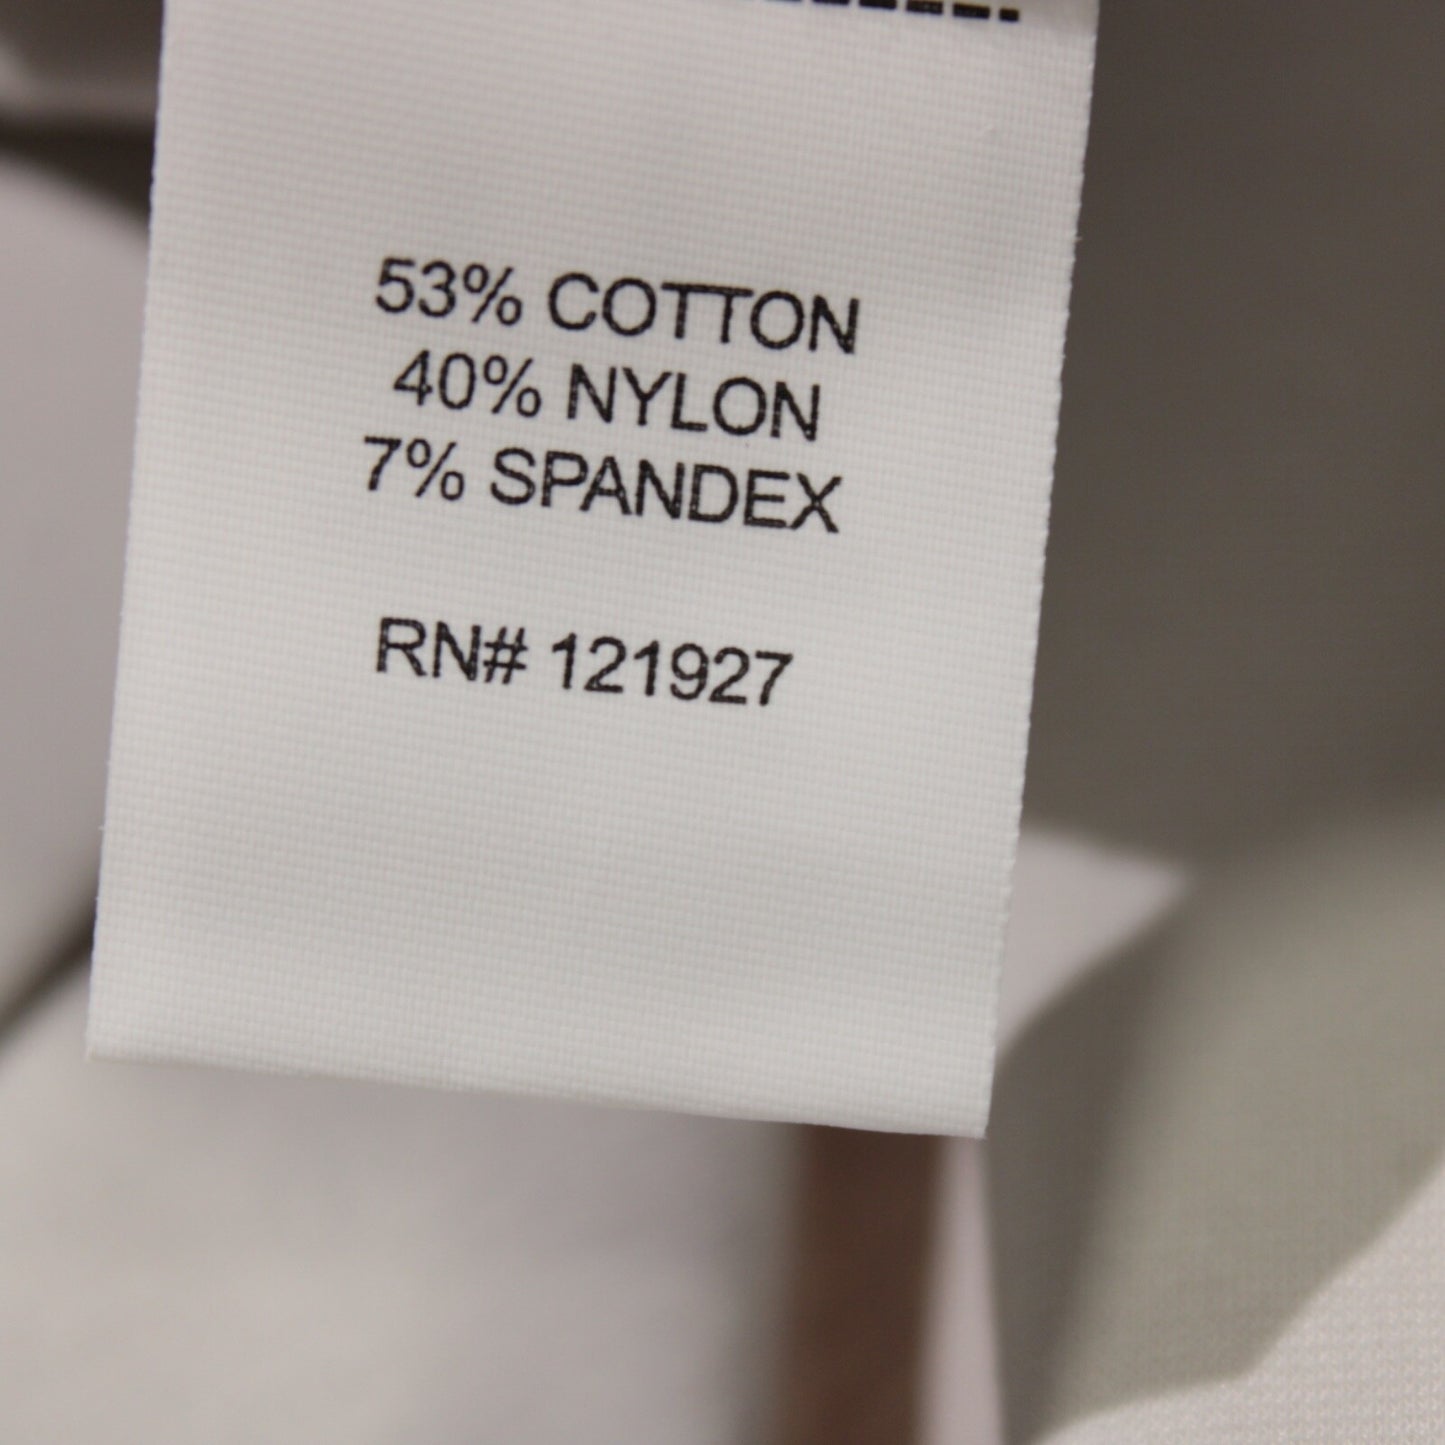 53% COTTON
40% NYLON
7% SPANDEX
RN# 121927